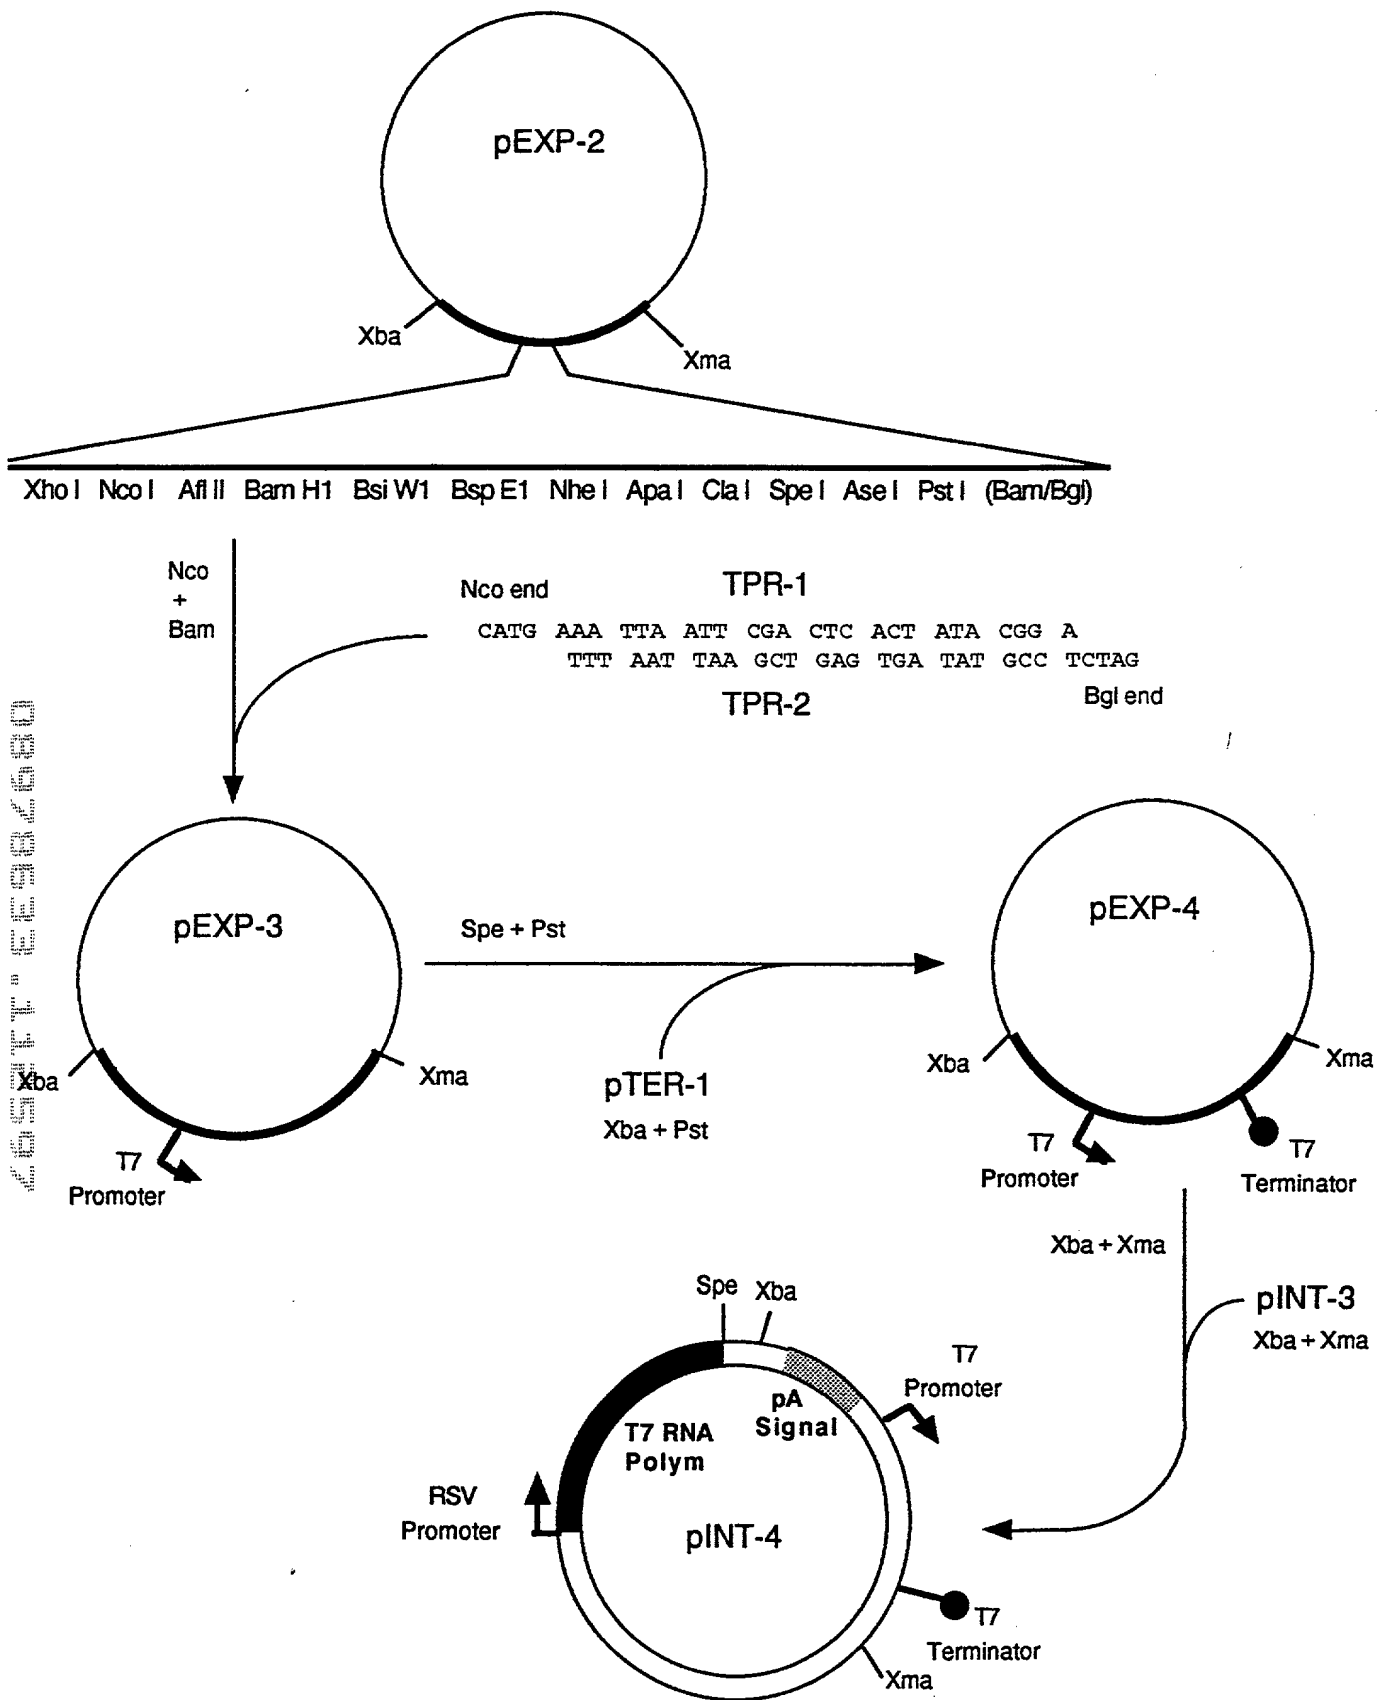 pEXP-2
Xba
Xma
Xho I Nco I Afl II Bam H1 Bsi W1 Bsp E1 Nhe I Apa I Cla I Spe I Ase I Pst I (Bam/Bgl)
Nco
+
Bam
Nco end
TPR-1
CATG AAA TTA ATT CGA CTC ACT ATA CGG A
TTT AAT TAA GCT GAG TGA TAT GCC TCTAG
TPR-2
Bgl end
pEXP-3
Xba
Xma
T7
Promoter
Spe + Pst
pTER-1
Xba + Pst
pEXP-4
Xba
Xma
T7
Promoter
T7
Terminator
Xba + Xma
pINT-3
Xba + Xma
Spe
Xba
T7
Promoter
pA
Signal
T7 RNA
Polym
RSV
Promoter
pINT-4
T7
Terminator
Xma